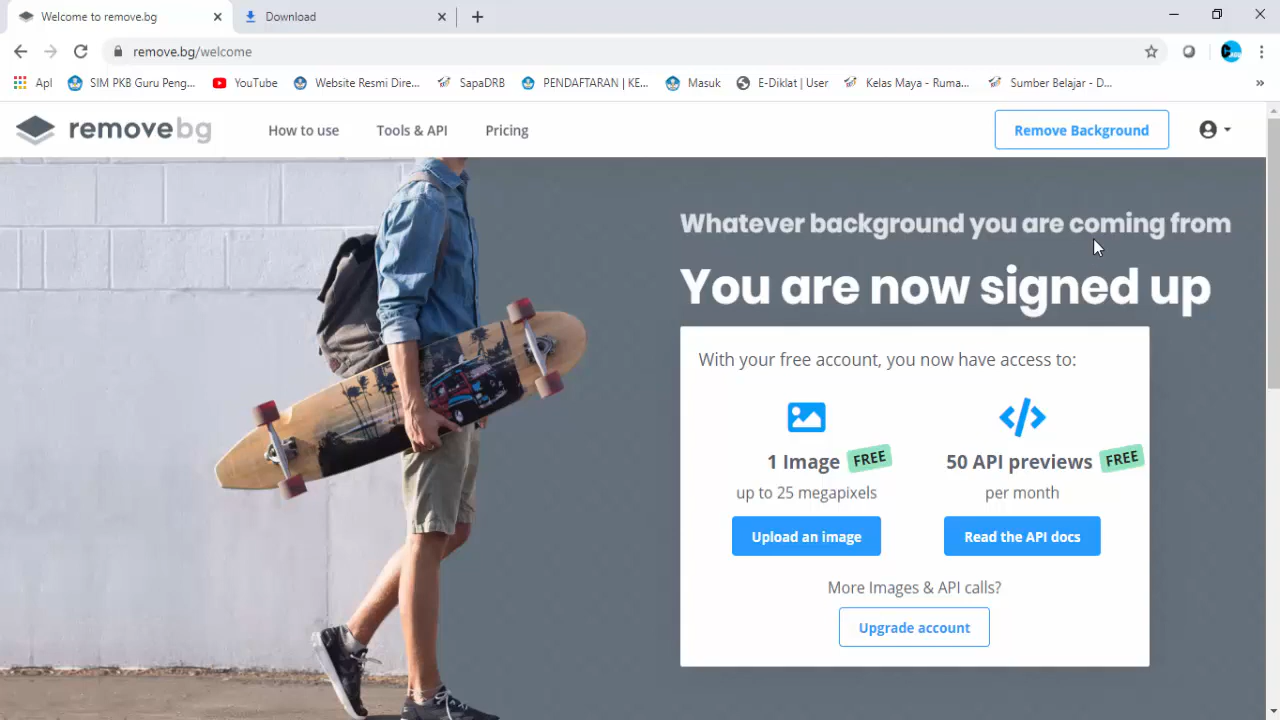 Welcome to remove.bg
Download
remove.bg/welcome
Apl
SIM PKB Guru Peng...
YouTube
Website Resmi Dire...
SapaDRB
PENDAFTARAN | KE...
Masuk
E-Diklat | User
Kelas Maya - Ruma...
Sumber Belajar - D...
»
removebg
How to use
Tools & API
Pricing
Remove Background
Whatever background you are coming from
You are now signed up
With your free account, you now have access to:
1 Image FREE
up to 25 megapixels
Upload an image
50 API previews FREE
per month
Read the API docs
More Images & API calls?
Upgrade account